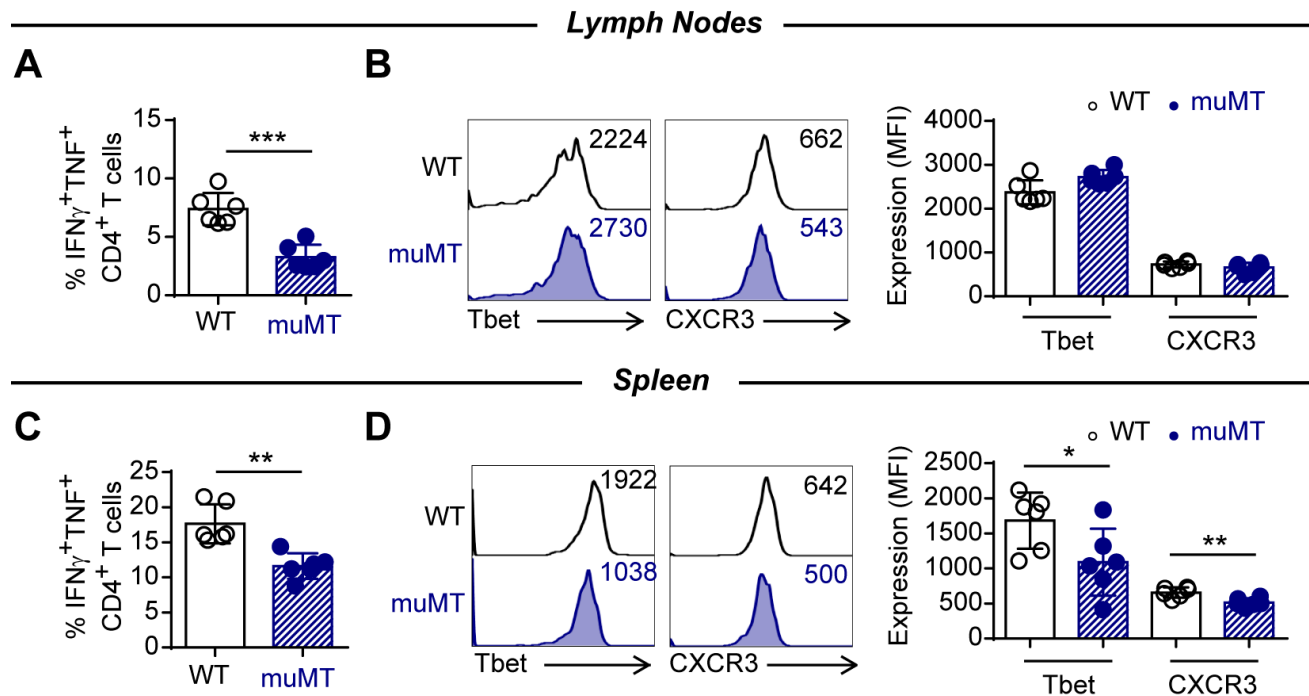 Lymph Nodes
A
B
% IFNγ+TNF+
CD4+ T cells
15
10
5
0
***
WT
muMT
WT
muMT
2224
662
2730
543
Tbet
CXCR3
WT muMT
Expression (MFI)
4000
3000
2000
1000
0
Tbet
CXCR3
Spleen
C
D
% IFNγ+TNF+
CD4+ T cells
25
20
15
10
5
0
**
WT
muMT
WT
muMT
1922
642
1038
500
Tbet
CXCR3
WT muMT
Expression (MFI)
2500
2000
1500
1000
500
0
*
**
Tbet
CXCR3